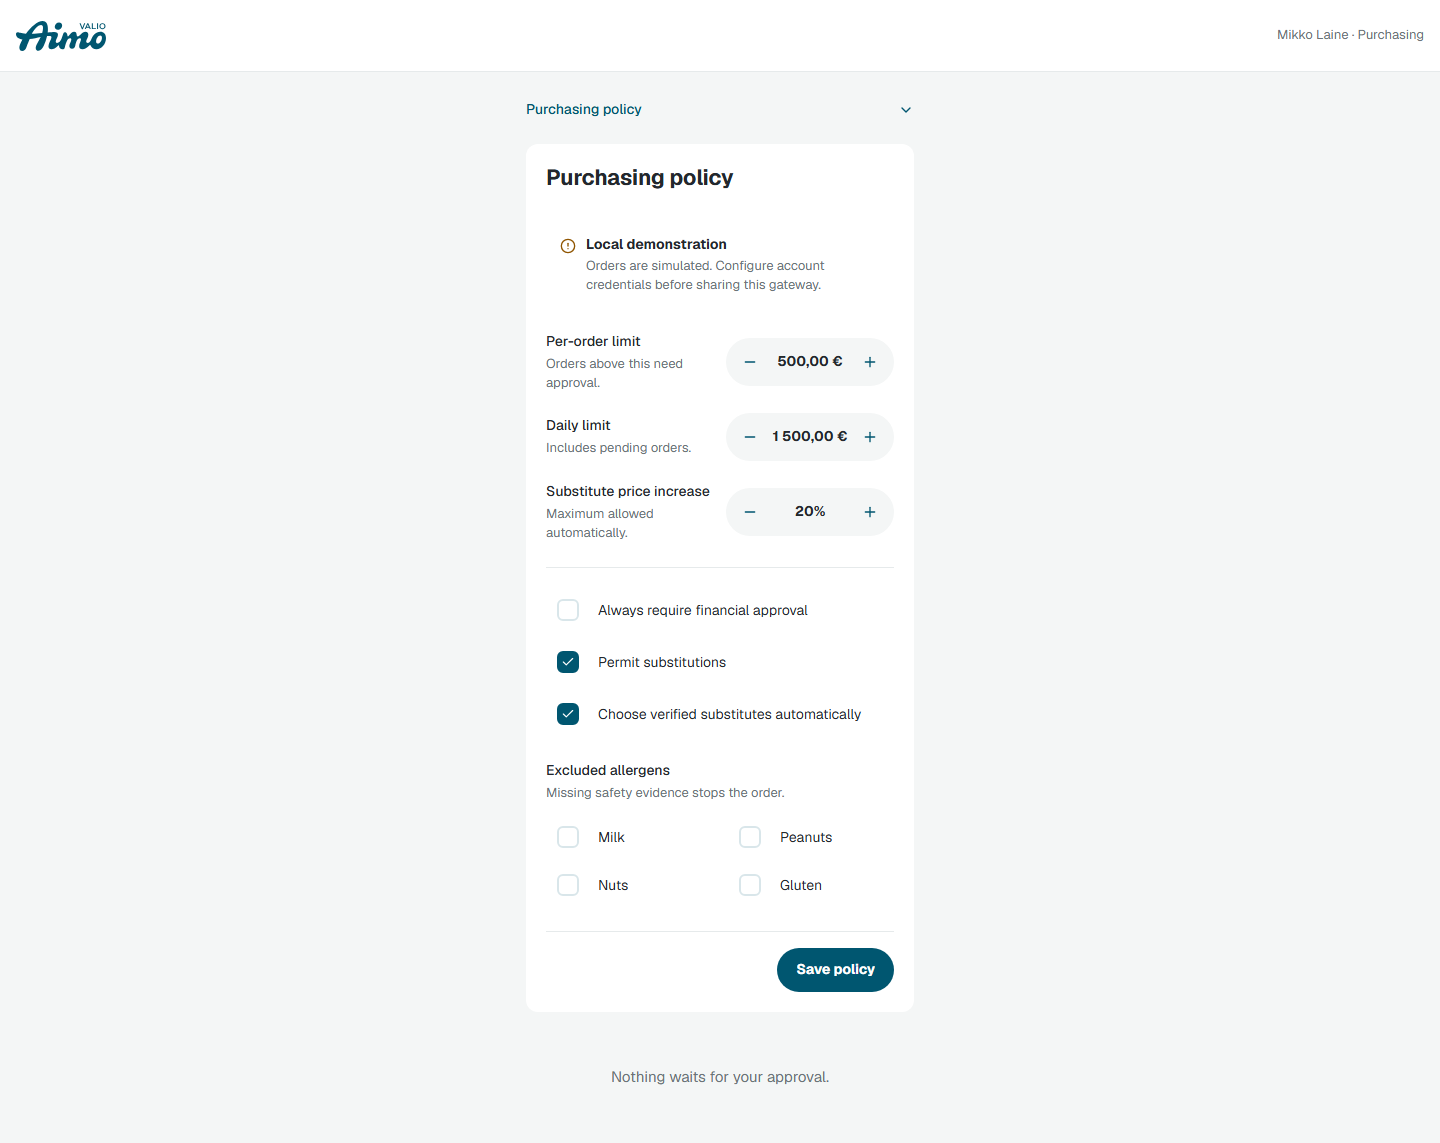 VALIO
Aimo
Mikko Laine · Purchasing
Purchasing policy
Purchasing policy
Local demonstration
Orders are simulated. Configure account
credentials before sharing this gateway.
Per-order limit
Orders above this need
approval.
500,00 €
Daily limit
Includes pending orders.
1 500,00 €
Substitute price increase
Maximum allowed
automatically.
20%
Always require financial approval
Permit substitutions
Choose verified substitutes automatically
Excluded allergens
Missing safety evidence stops the order.
Milk
Peanuts
Nuts
Gluten
Save policy
Nothing waits for your approval.